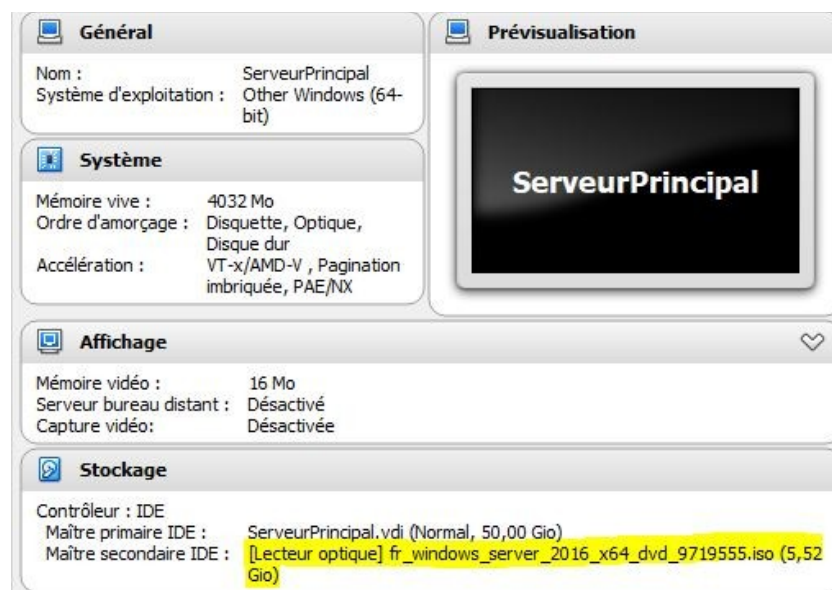 Général
Nom : ServeurPrincipal
Système d'exploitation : Other Windows (64-
bit)
Prévisualisation
ServeurPrincipal
Système
Mémoire vive : 4032 Mo
Ordre d'amorçage : Disquette, Optique,
Disque dur
Accélération : VT-x/AMD-V , Pagination
imbriquée, PAE/NX
Affichage
Mémoire vidéo : 16 Mo
Serveur bureau distant : Désactivé
Capture vidéo: Désactivée
Stockage
Contrôleur : IDE
Maître primaire IDE : ServeurPrincipal.vdi (Normal, 50,00 Gio)
Maître secondaire IDE : [Lecteur optique] fr_windows_server_2016_x64_dvd_9719555.iso (5,52
Gio)